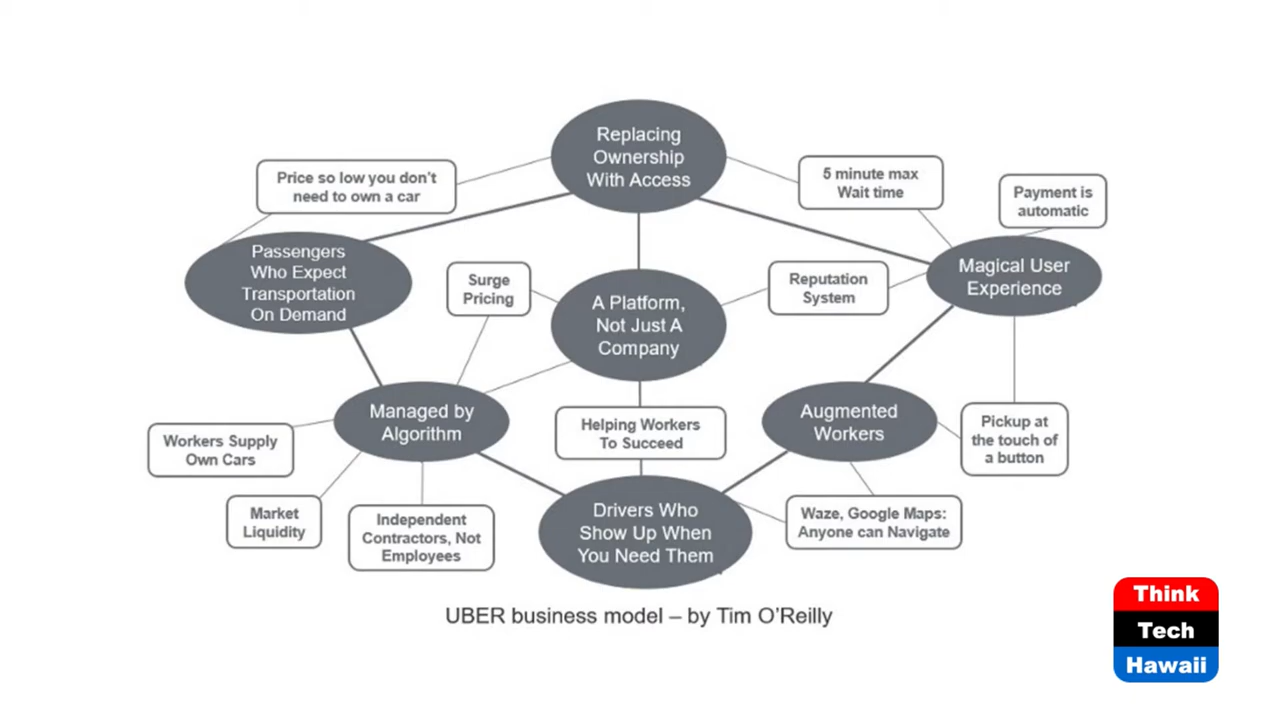 Replacing
Ownership
With Access
Price so low you don't
need to own a car
5 minute max
Wait time
Payment is
automatic
Passengers
Who Expect
Transportation
On Demand
Surge
Pricing
A Platform,
Not Just A
Company
Reputation
System
Magical User
Experience
Managed by
Algorithm
Helping Workers
To Succeed
Augmented
Workers
Pickup at
the touch of
a button
Workers Supply
Own Cars
Market
Liquidity
Independent
Contractors, Not
Employees
Drivers Who
Show Up When
You Need Them
Waze, Google Maps:
Anyone can Navigate
UBER business model – by Tim O'Reilly
Think
Tech
Hawaii